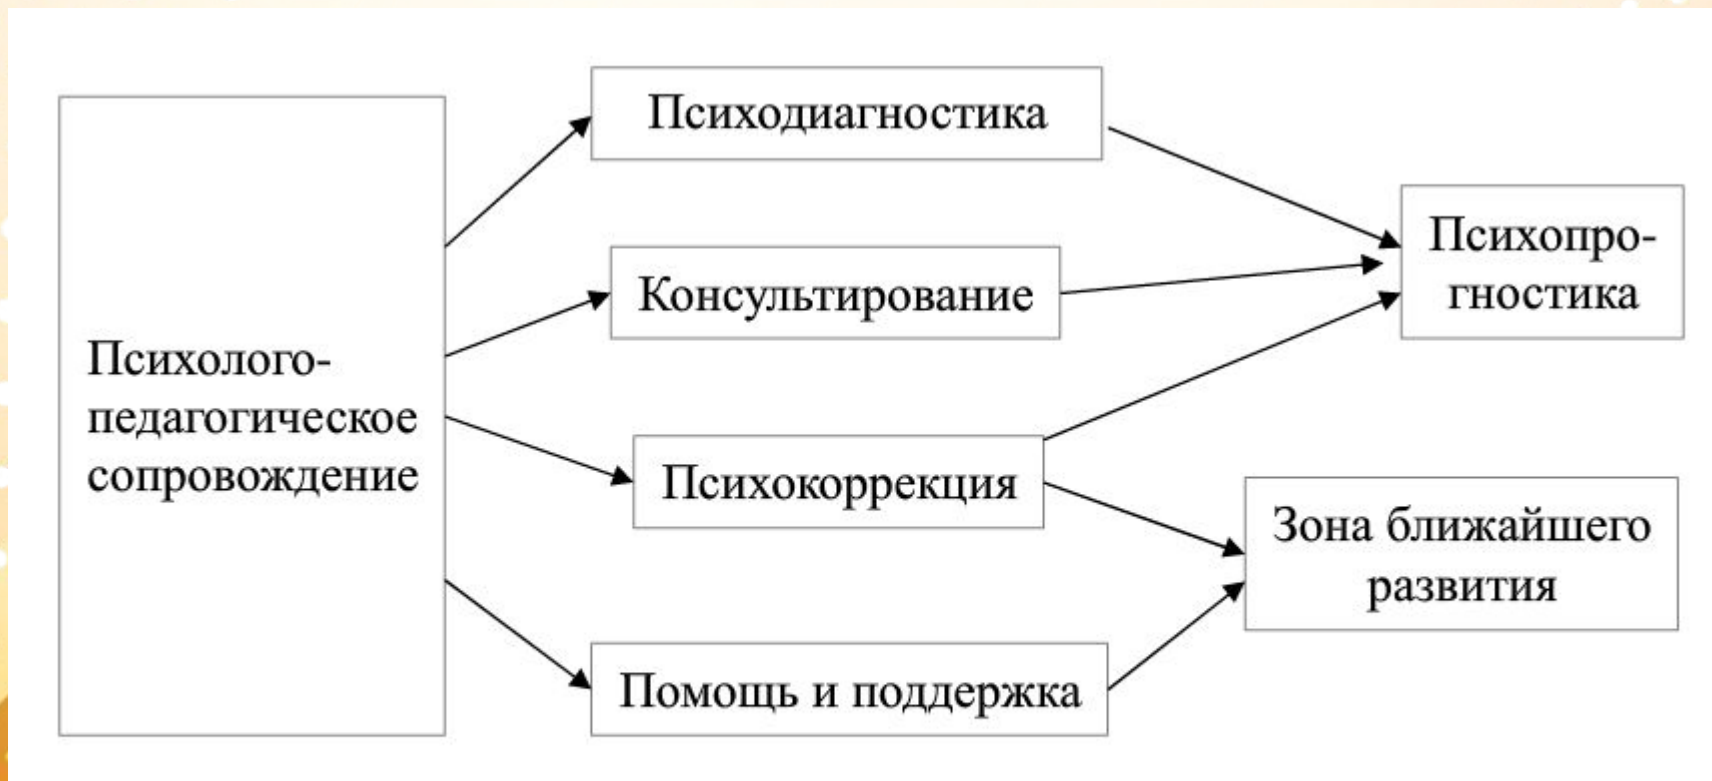 Психолого-
педагогическое
сопровождение
Психодиагностика
Консультирование
Психокоррекция
Помощь и поддержка
Психопро-
гностика
Зона ближайшего
развития